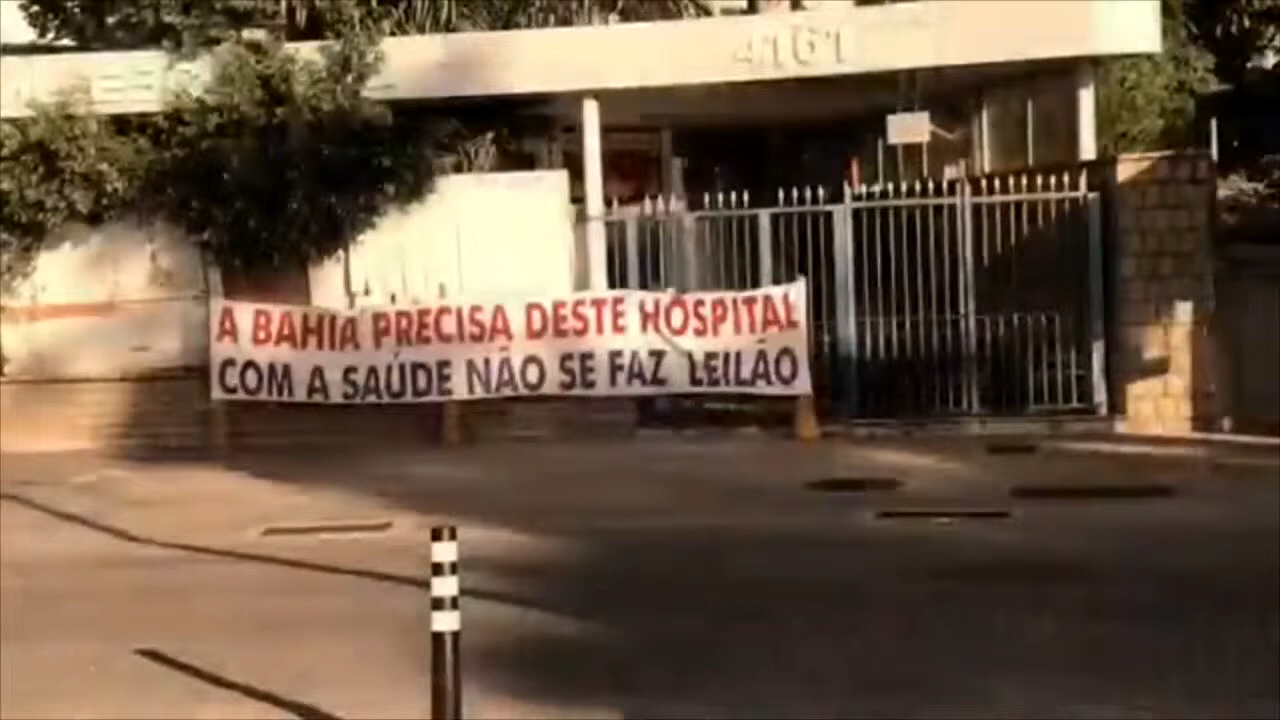 4161
A BAHIA PRECISA DESTE HOSPITAL
COM A SAÚDE NÃO SE FAZ LEILÃO